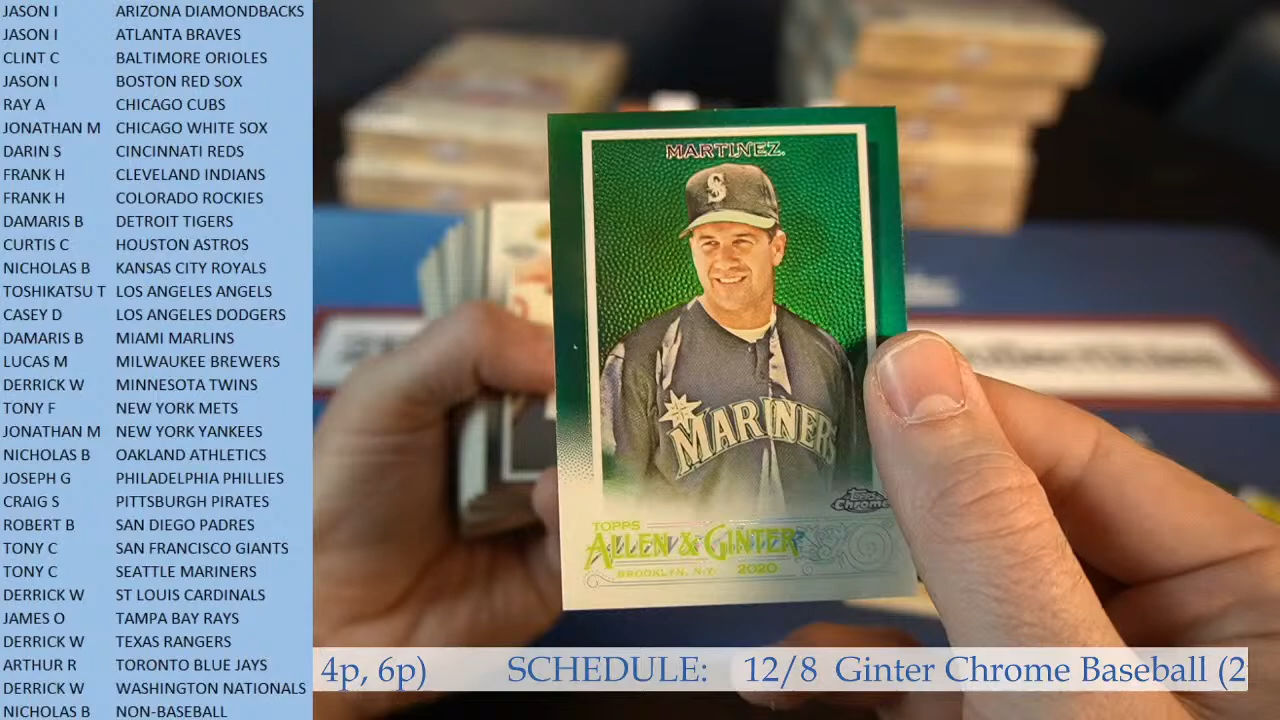 JASON I ARIZONA DIAMONDBACKS
JASON I ATLANTA BRAVES
CLINT C BALTIMORE ORIOLES
JASON I BOSTON RED SOX
RAY A CHICAGO CUBS
JONATHAN M CHICAGO WHITE SOX
DARIN S CINCINNATI REDS
FRANK H CLEVELAND INDIANS
FRANK H COLORADO ROCKIES
DAMARIS B DETROIT TIGERS
CURTIS C HOUSTON ASTROS
NICHOLAS B KANSAS CITY ROYALS
TOSHIKATSU T LOS ANGELES ANGELS
CASEY D LOS ANGELES DODGERS
DAMARIS B MIAMI MARLINS
LUCAS M MILWAUKEE BREWERS
DERRICK W MINNESOTA TWINS
TONY F NEW YORK METS
JONATHAN M NEW YORK YANKEES
NICHOLAS B OAKLAND ATHLETICS
JOSEPH G PHILADELPHIA PHILLIES
CRAIG S PITTSBURGH PIRATES
ROBERT B SAN DIEGO PADRES
TONY C SAN FRANCISCO GIANTS
TONY C SEATTLE MARINERS
DERRICK W ST LOUIS CARDINALS
JAMES O TAMPA BAY RAYS
DERRICK W TEXAS RANGERS
ARTHUR R TORONTO BLUE JAYS
DERRICK W WASHINGTON NATIONALS
NICHOLAS B NON-BASEBALL
MARTINEZ.
S
MARINERS
Topps
Chrome
TOPPS
ALLEN & GINTER
BROOKLYN, N.Y. 2020
4p, 6p) SCHEDULE: 12/8 Ginter Chrome Baseball (2